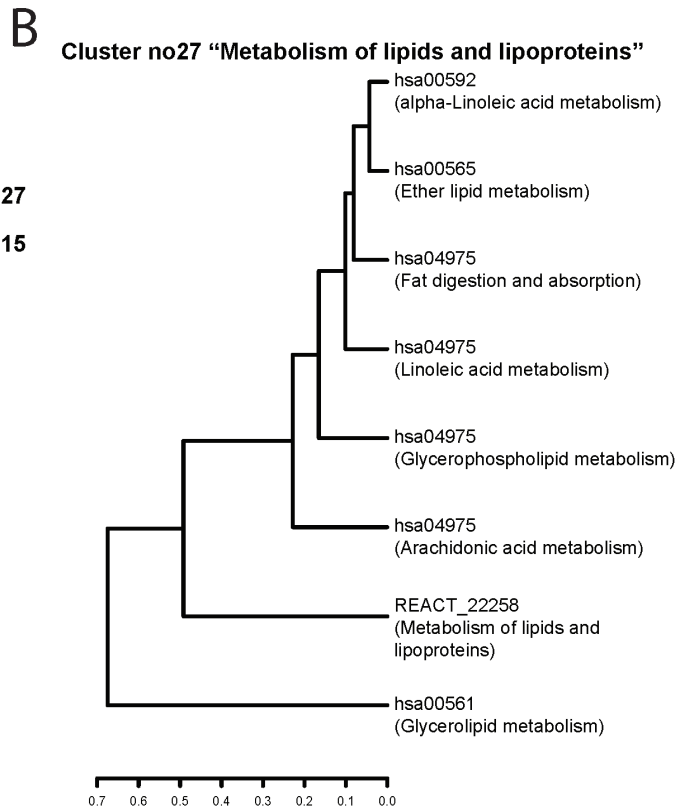 B
Cluster no27 “Metabolism of lipids and lipoproteins”
hsa00592
(alpha-Linoleic acid metabolism)
hsa00565
(Ether lipid metabolism)
27
15
hsa04975
(Fat digestion and absorption)
hsa04975
(Linoleic acid metabolism)
hsa04975
(Glycerophospholipid metabolism)
hsa04975
(Arachidonic acid metabolism)
REACT_22258
(Metabolism of lipids and
lipoproteins)
hsa00561
(Glycerolipid metabolism)
0.7 0.6 0.5 0.4 0.3 0.2 0.1 0.0